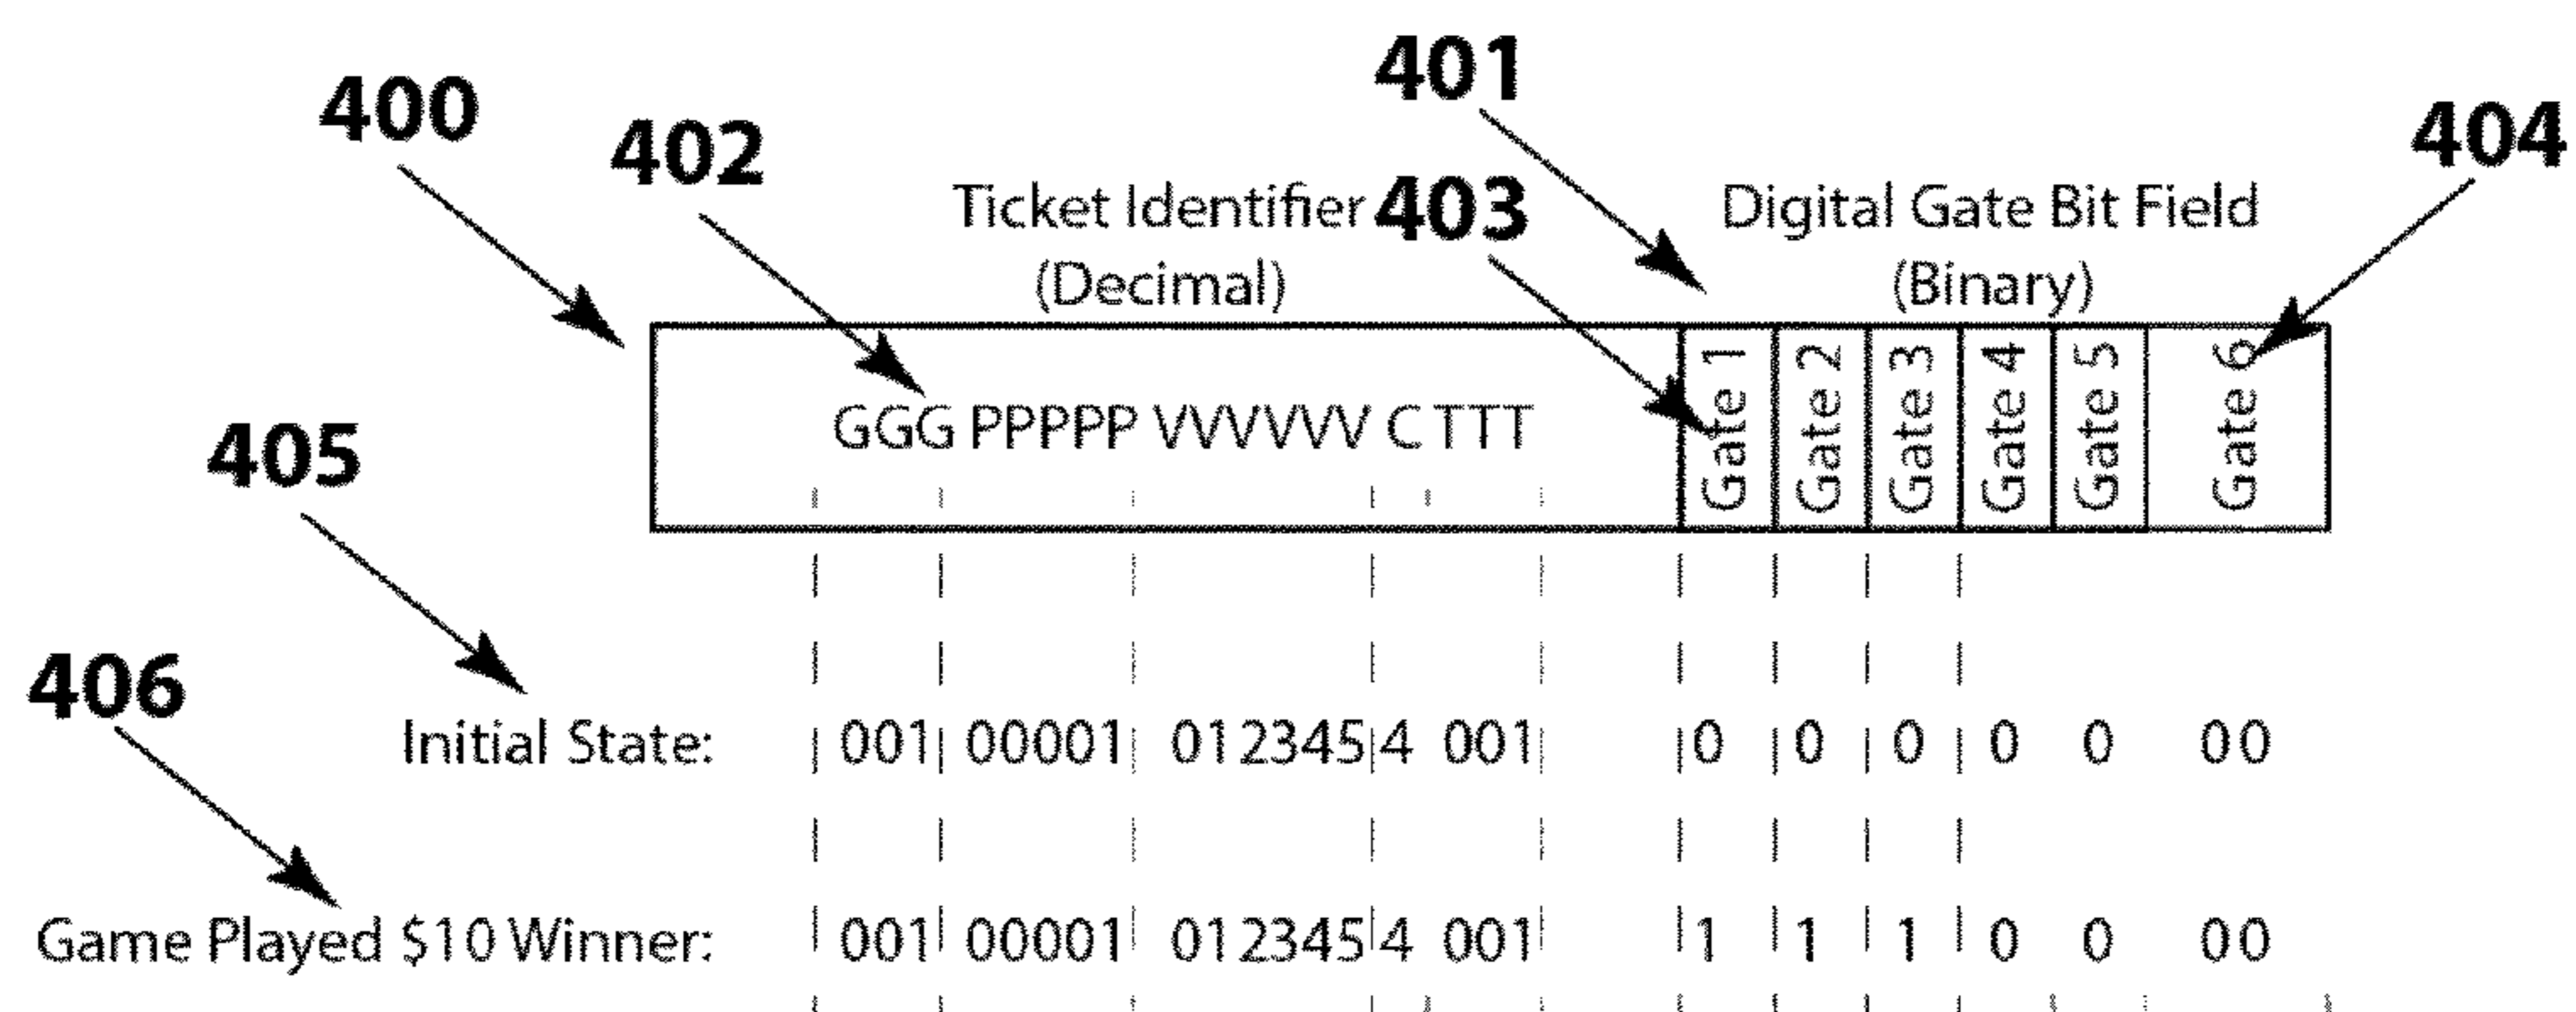 401
400
404
402
Ticket Identifier 403 Digital Gate Bit Field
(Decimal) (Binary)
GGG PPPPP VVVVVV C TTT Gate 1 Gate 2 Gate 3 Gate 4 Gate 5 Gate 6
405
406
Initial State: 001 00001 012345 4 001 0 0 0 0 0 00
Game Played $10 Winner: 001 00001 012345 4 001 1 1 1 0 0 00